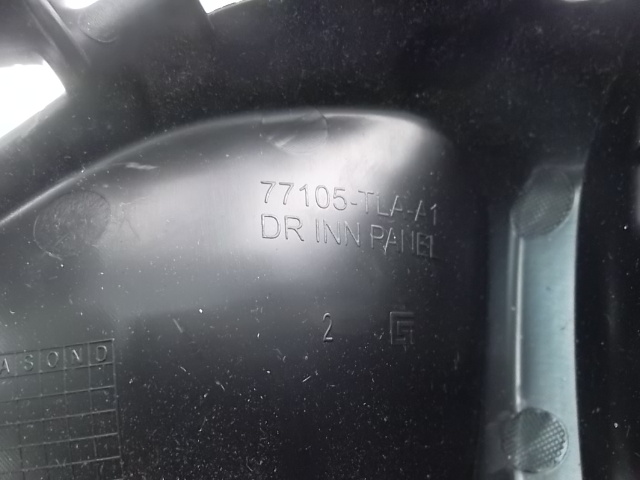 77105-TLA-A1
DR INN PANEL
2
A S O N D